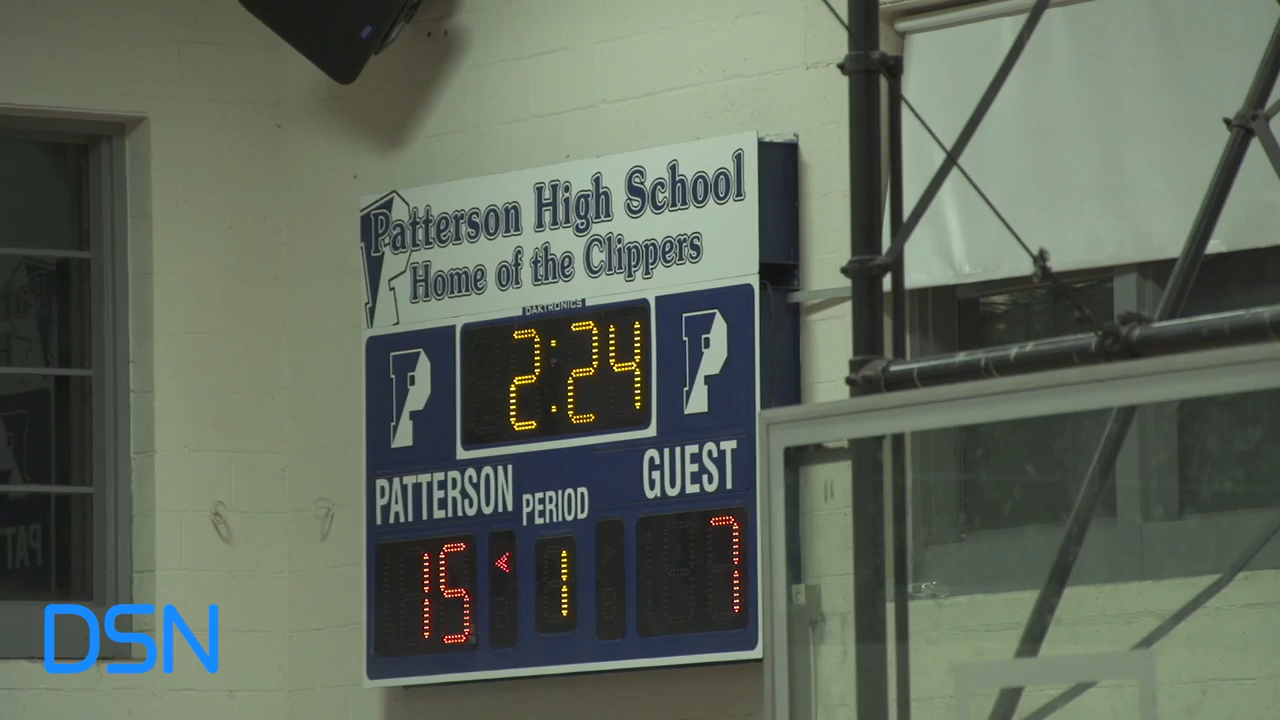 Patterson High School
Home of the Clippers
DAKTRONICS
P
2:24
P
PATTERSON
PERIOD
GUEST
15
1
7
DSN